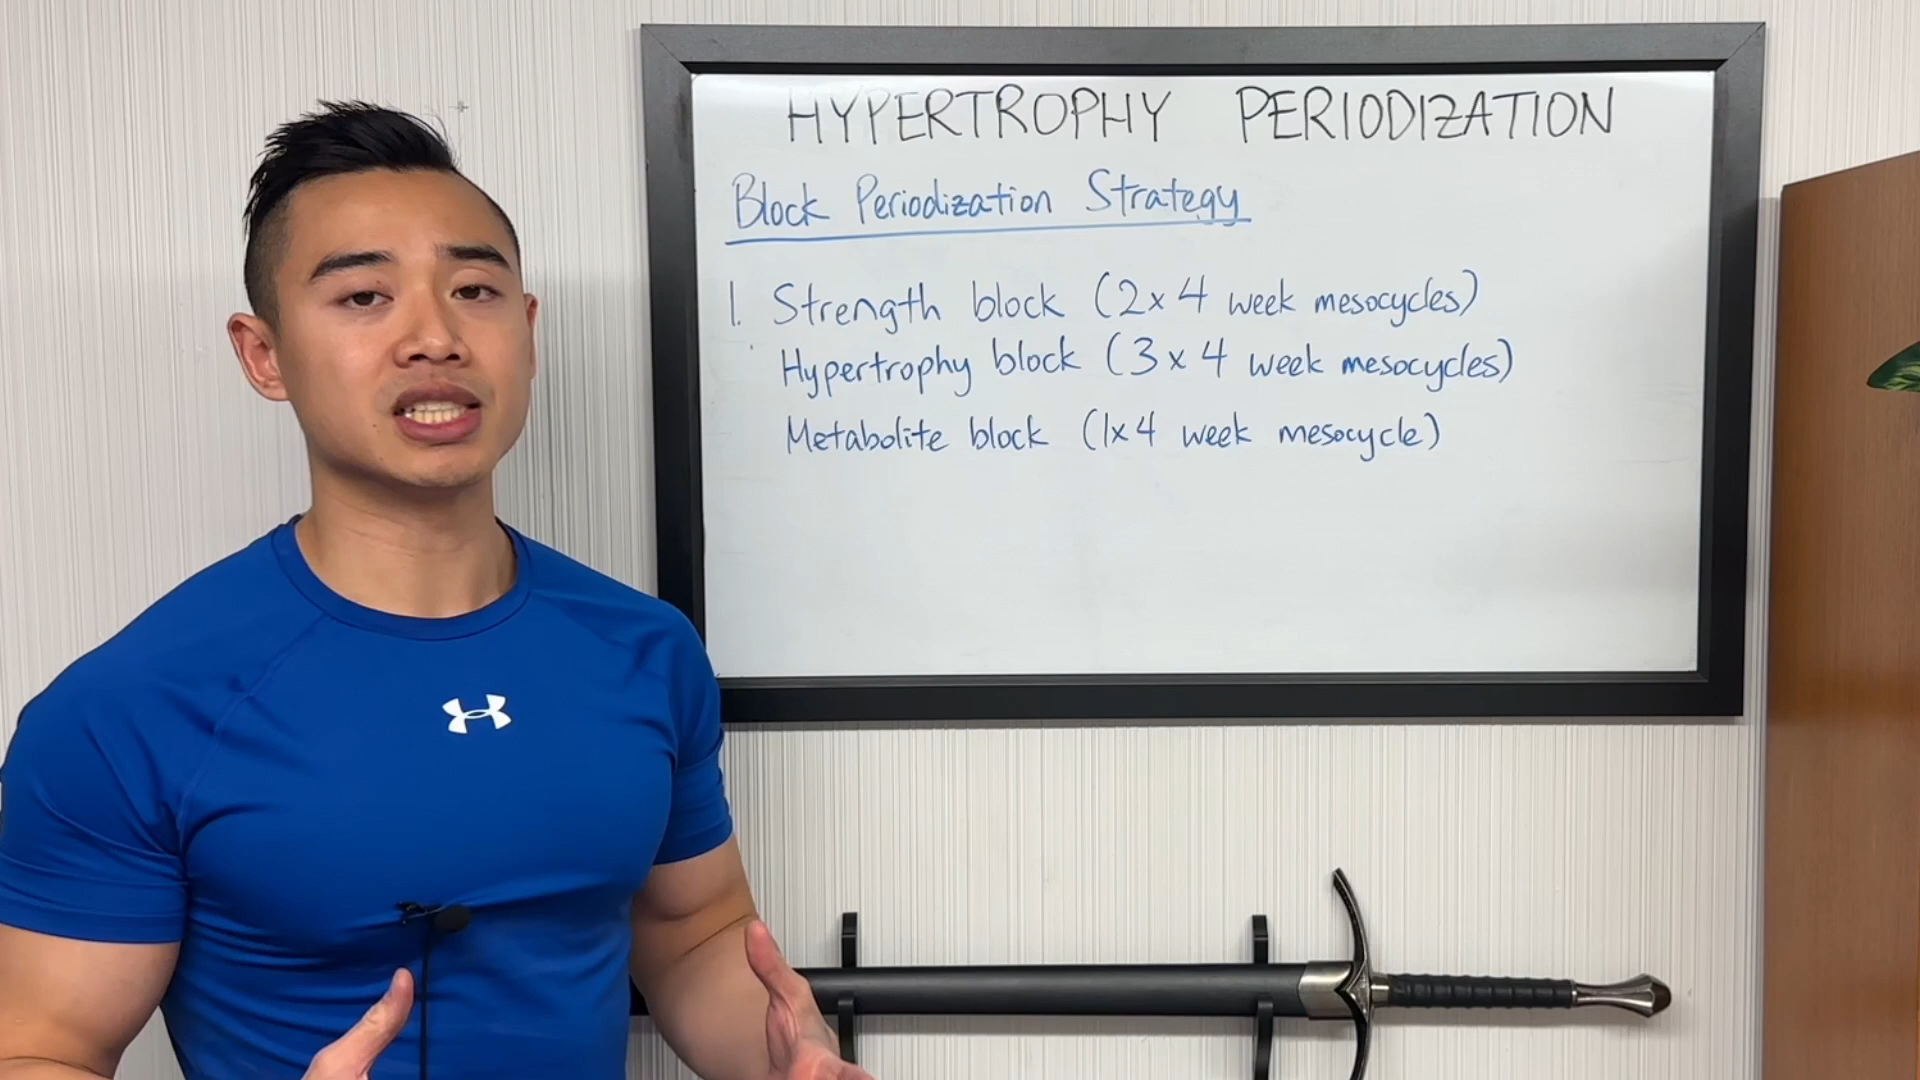 HYPERTROPHY PERIODIZATION
Block Periodization Strategy
1. Strength block (2x4 week mesocycles)
Hypertrophy block (3x4 week mesocycles)
Metabolite block (1x4 week mesocycle)